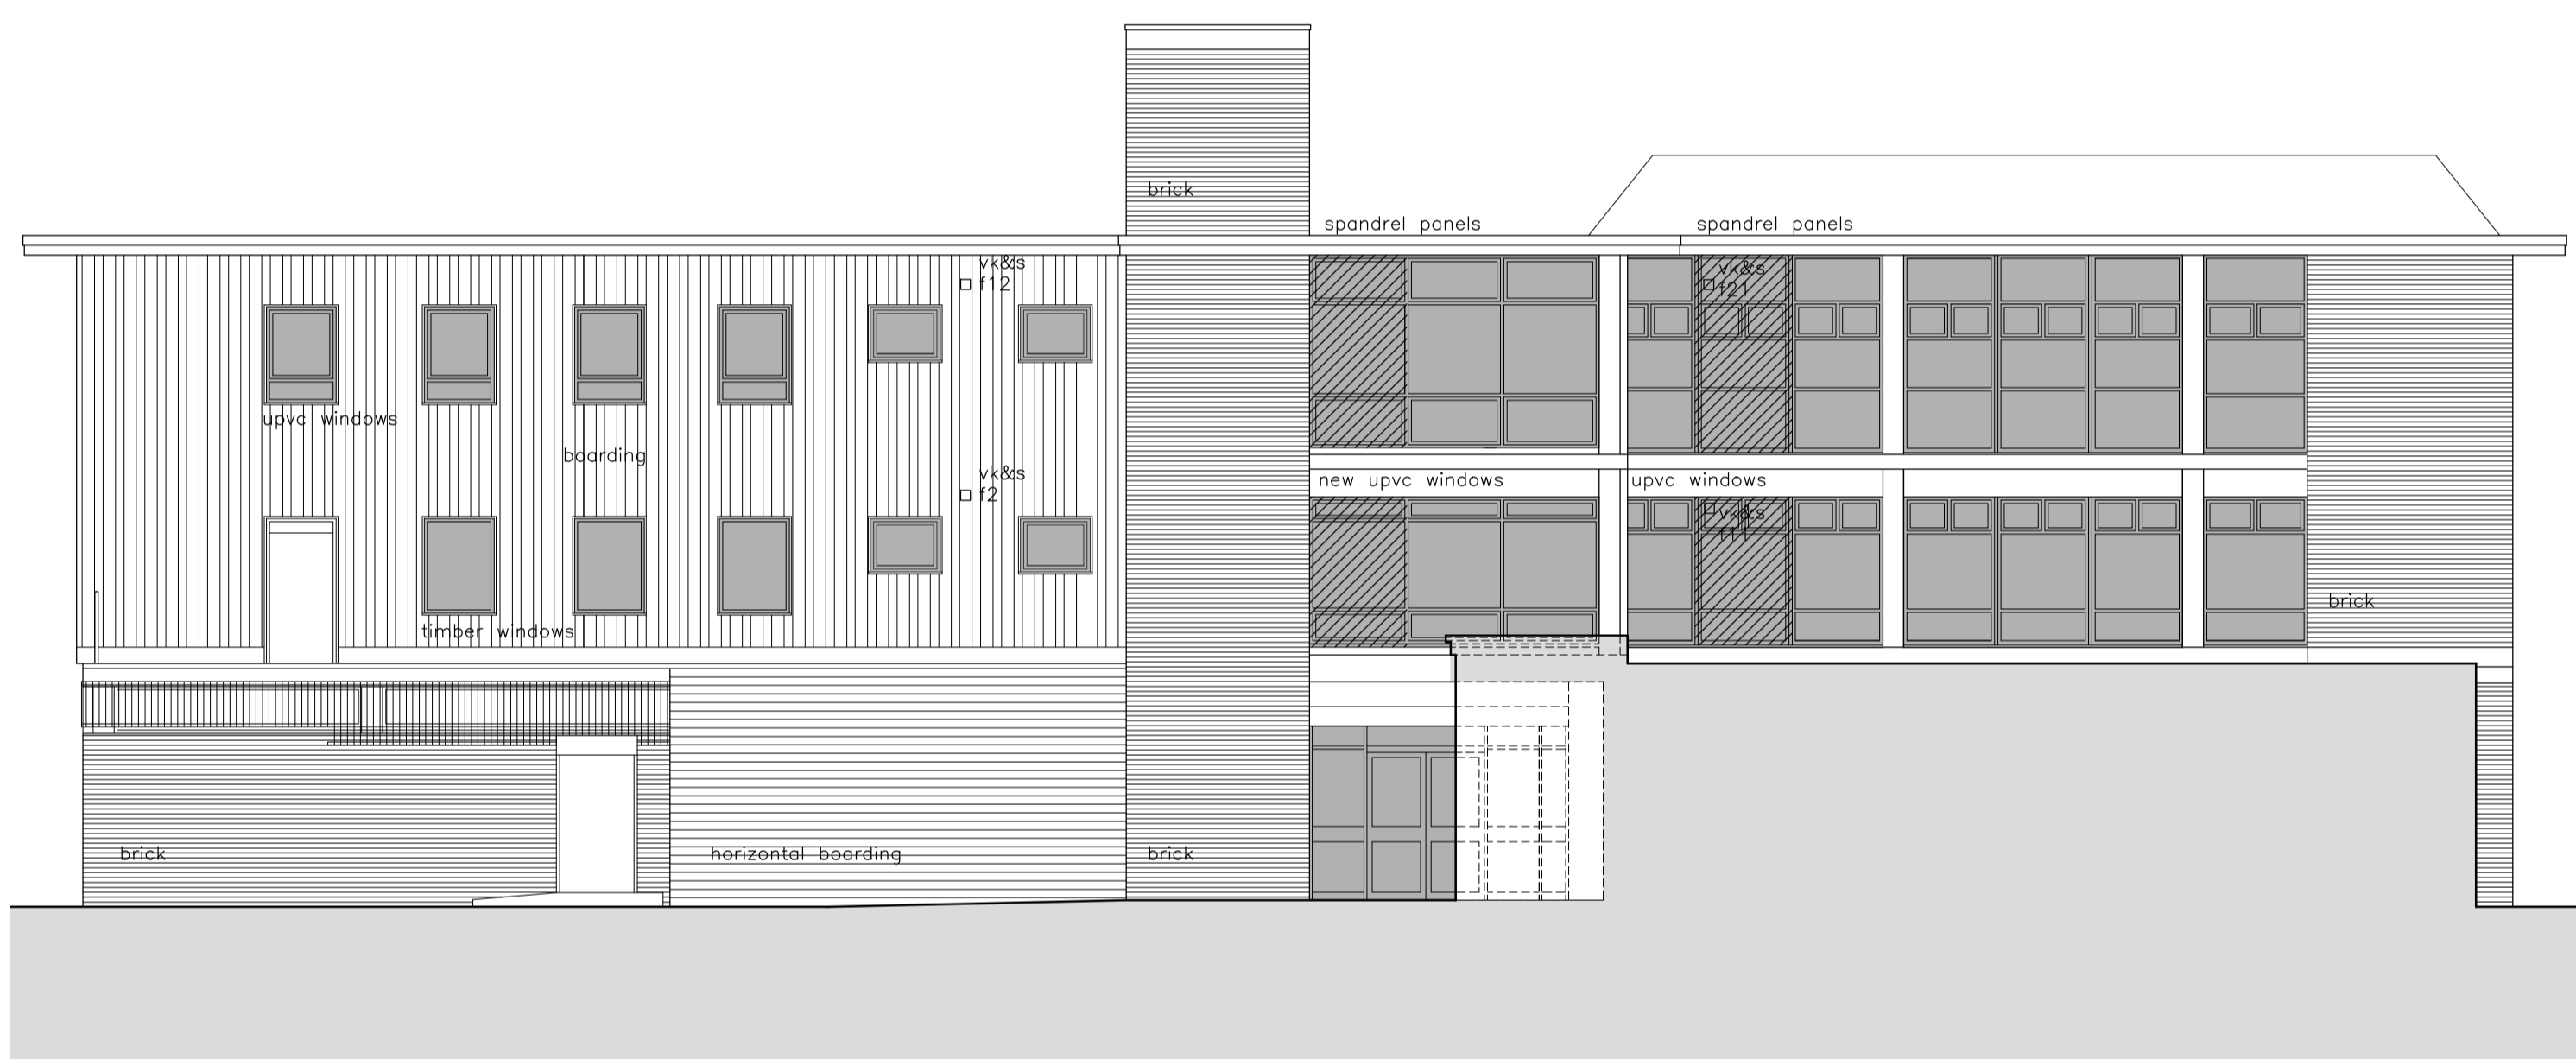 brick
spandrel panels
spandrel panels
vk&s
f12
vk&s
f21
upvc windows
boarding
vk&s
f2
new upvc windows
upvc windows
vk&s
f11
brick
timber windows
brick
horizontal boarding
brick